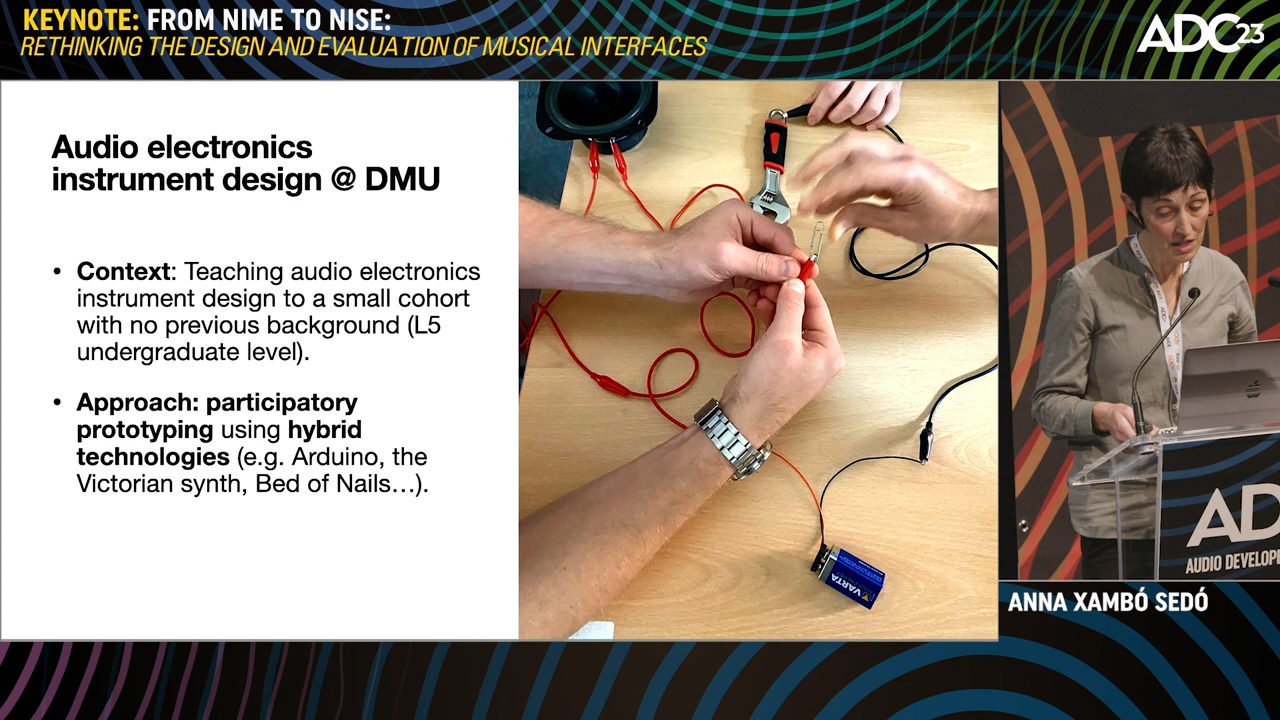 KEYNOTE: FROM NIME TO NISE:
RETHINKING THE DESIGN AND EVALUATION OF MUSICAL INTERFACES
ADC23
Audio electronics
instrument design @ DMU
• Context: Teaching audio electronics
instrument design to a small cohort
with no previous background (L5
undergraduate level).
• Approach: participatory
prototyping using hybrid
technologies (e.g. Arduino, the
Victorian synth, Bed of Nails…).
VARTA
AD
AUDIO DEVELOP
ANNA XAMBÓ SEDÓ